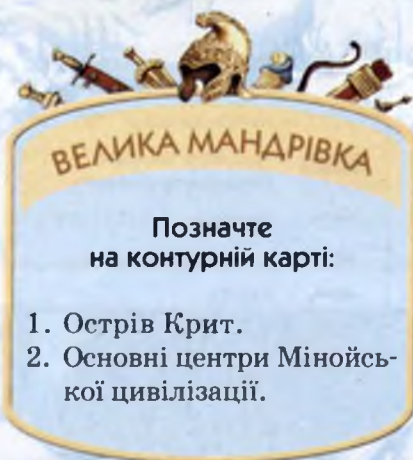 ВЕЛИКА МАНДРІВКА
Позначте
на контурній карті:
1. Острів Крит.
2. Основні центри Мінойсь-
кої цивілізації.